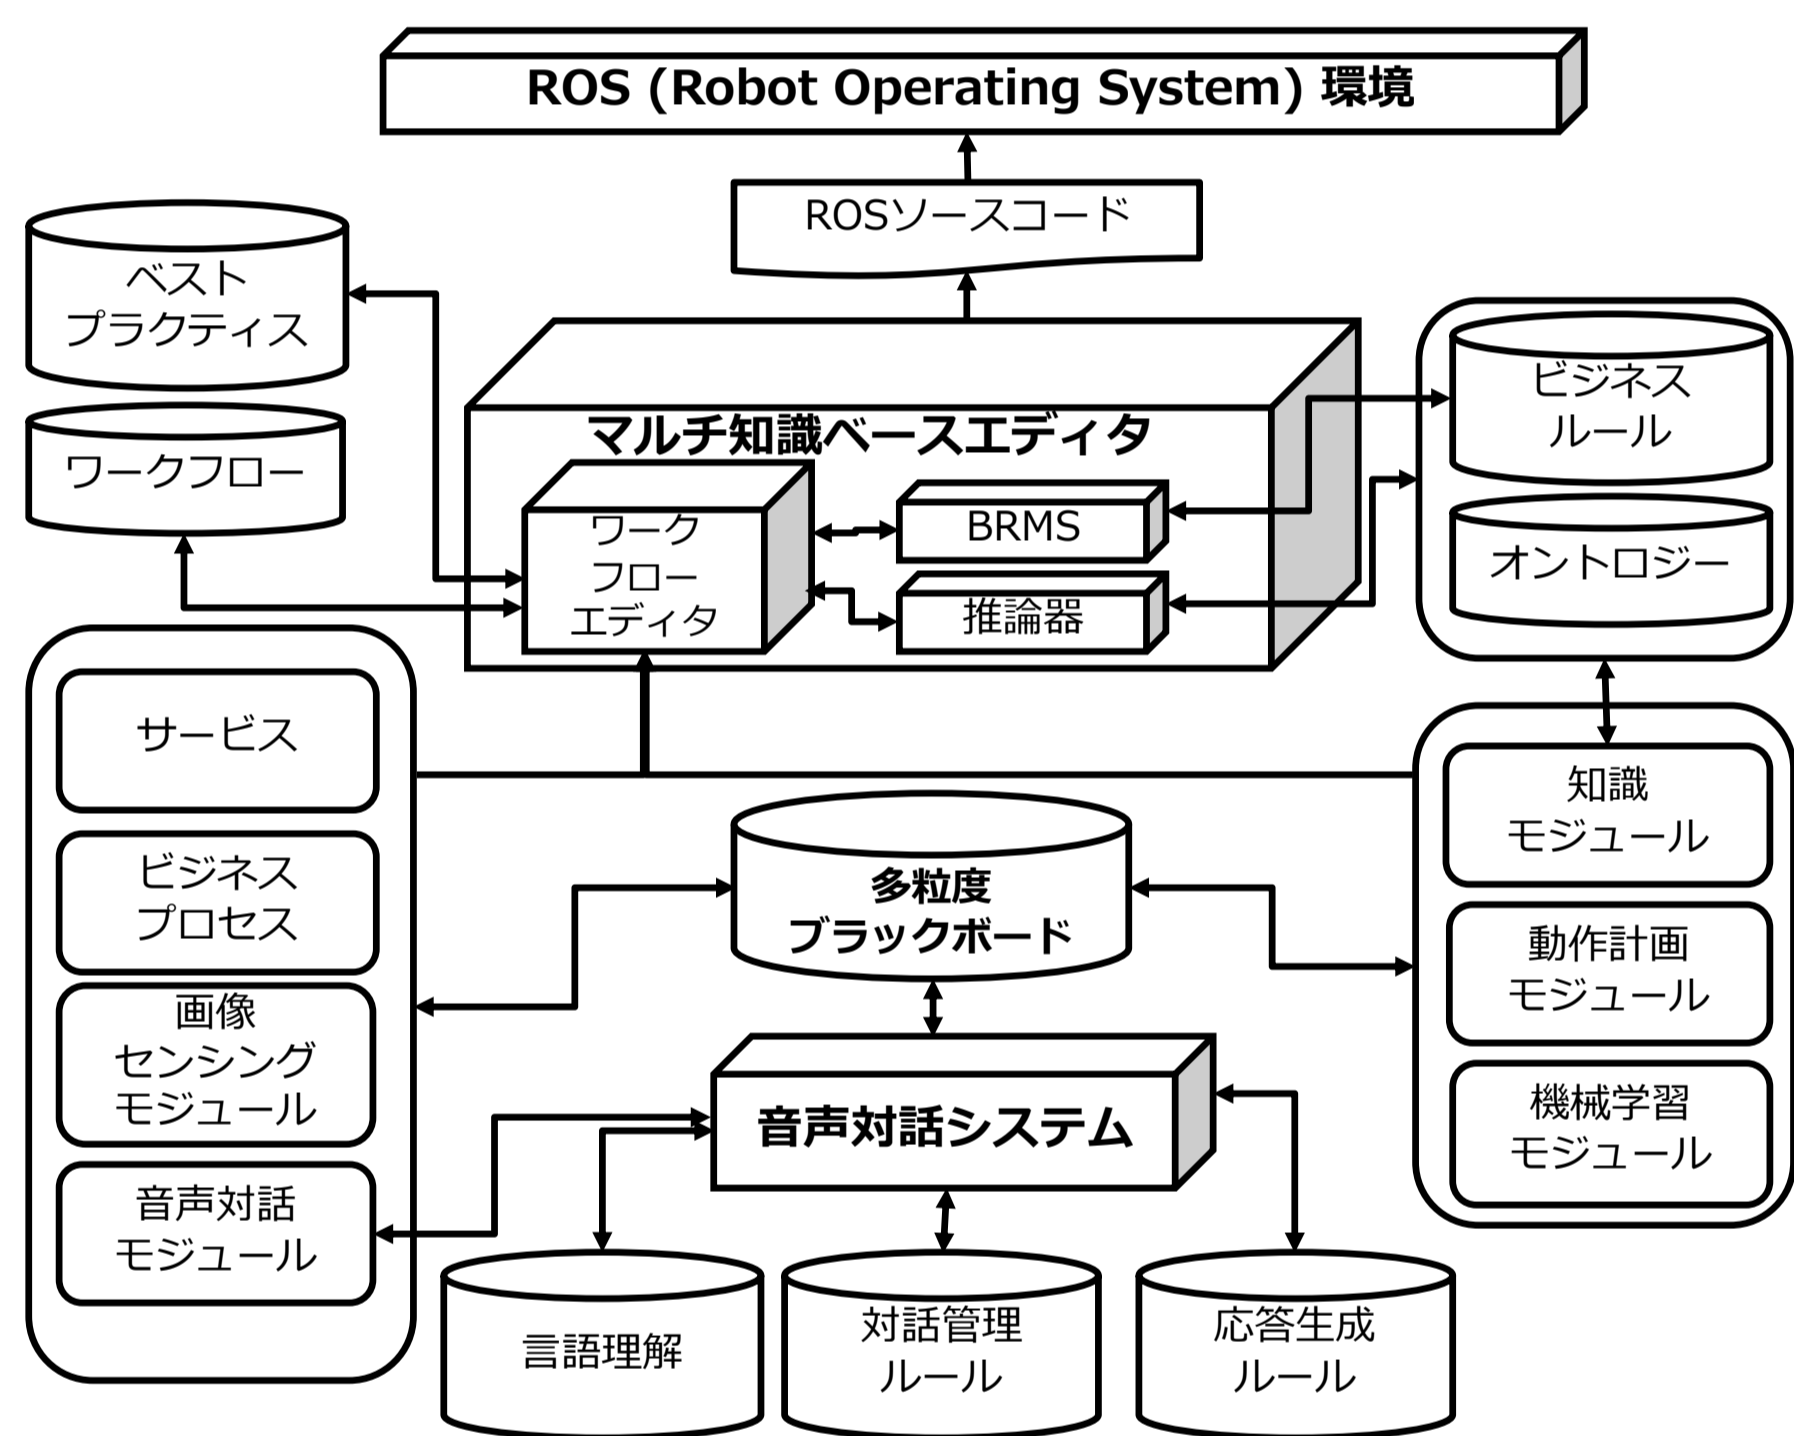 ROS (Robot Operating System) 環境
ROSソースコード
ベスト
プラクティス
ワークフロー
マルチ知識ベースエディタ
ワーク
フロー
エディタ
BRMS
推論器
ビジネス
ルール
オントロジー
サービス
ビジネス
プロセス
画像
センシング
モジュール
音声対話
モジュール
多粒度
ブラックボード
音声対話システム
知識
モジュール
動作計画
モジュール
機械学習
モジュール
言語理解
対話管理
ルール
応答生成
ルール